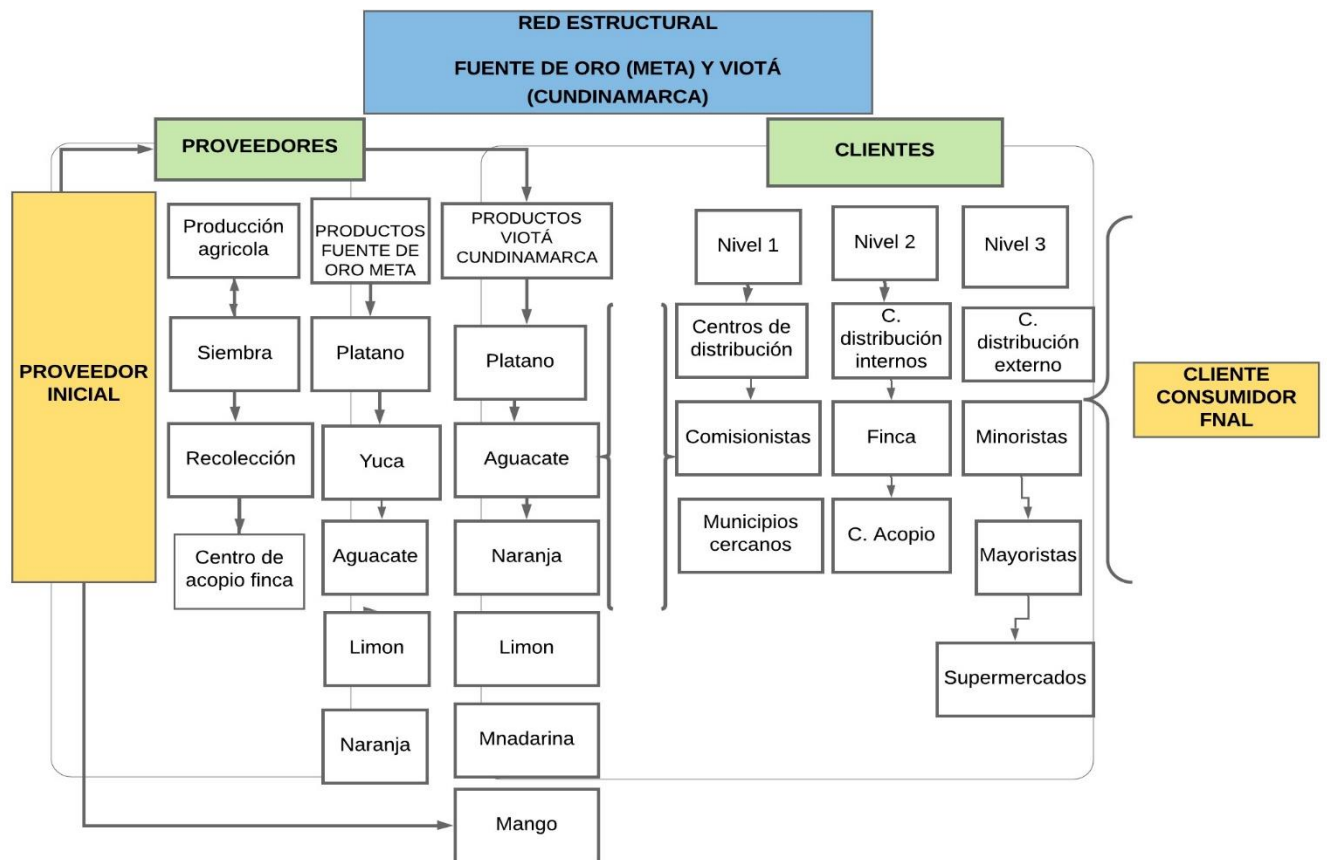 RED ESTRUCTURAL
FUENTE DE ORO (META) Y VIOTÁ
(CUNDINAMARCA)
PROVEEDORES
CLIENTES
PROVEEDOR
INICIAL
Producción
agricola
Siembra
Recolección
Centro de
acopio finca
PRODUCTOS
FUENTE DE
ORO META
Platano
Yuca
Aguacate
Limon
Naranja
PRODUCTOS
VIOTÁ
CUNDINAMARCA
Platano
Aguacate
Naranja
Limon
Mnadarina
Mango
Nivel 1
Centros de
distribución
Comisionistas
Municipios
cercanos
Nivel 2
C.
distribución
internos
Finca
C. Acopio
Nivel 3
C.
distribución
externo
Minoristas
Mayoristas
Supermercados
CLIENTE
CONSUMIDOR
FNAL